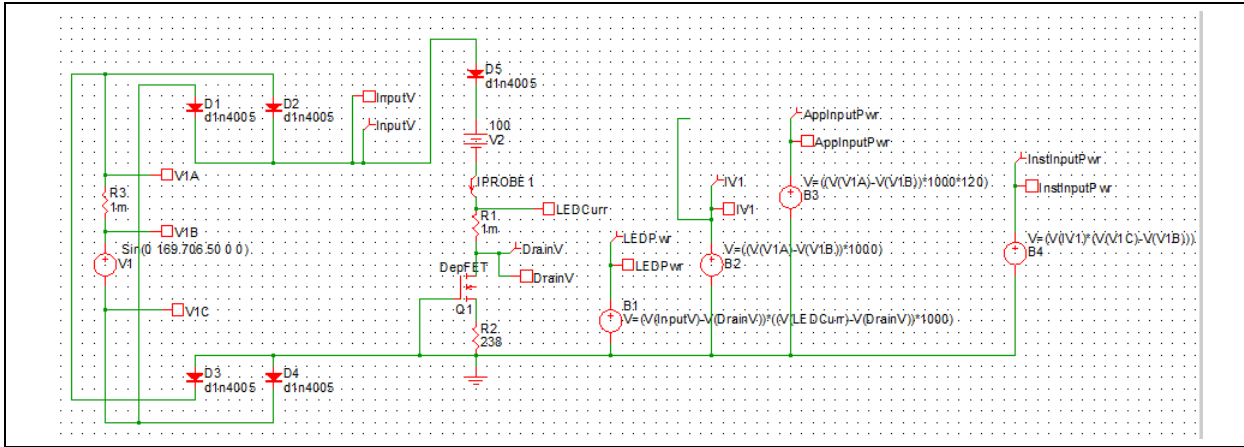 D1
d1n4005
D2
d1n4005
InputV
InputV
D5
d1n4005
100
V2
IPROBE1
LEDCurr
R1
1m
DrainV
DrainV
DepFET
Q1
R2
238
V1A
R3
1m
V1B
Sin(0 169.706 50 0 0)
V1
V1C
D3
d1n4005
D4
d1n4005
LEDPwr
LEDPwr
B1
V=(V(InputV)-V(DrainV))*((V(LEDCurr)-V(DrainV))*1000)
IV1
IV1
V=((V(V1A)-V(V1B))*1000)
B2
AppInputPwr
AppInputPwr
V=((V(V1A)-V(V1B))*1000*120)
B3
InstInputPwr
InstInputPwr
V=(V(IV1)*(V(V1C)-V(V1B)))
B4